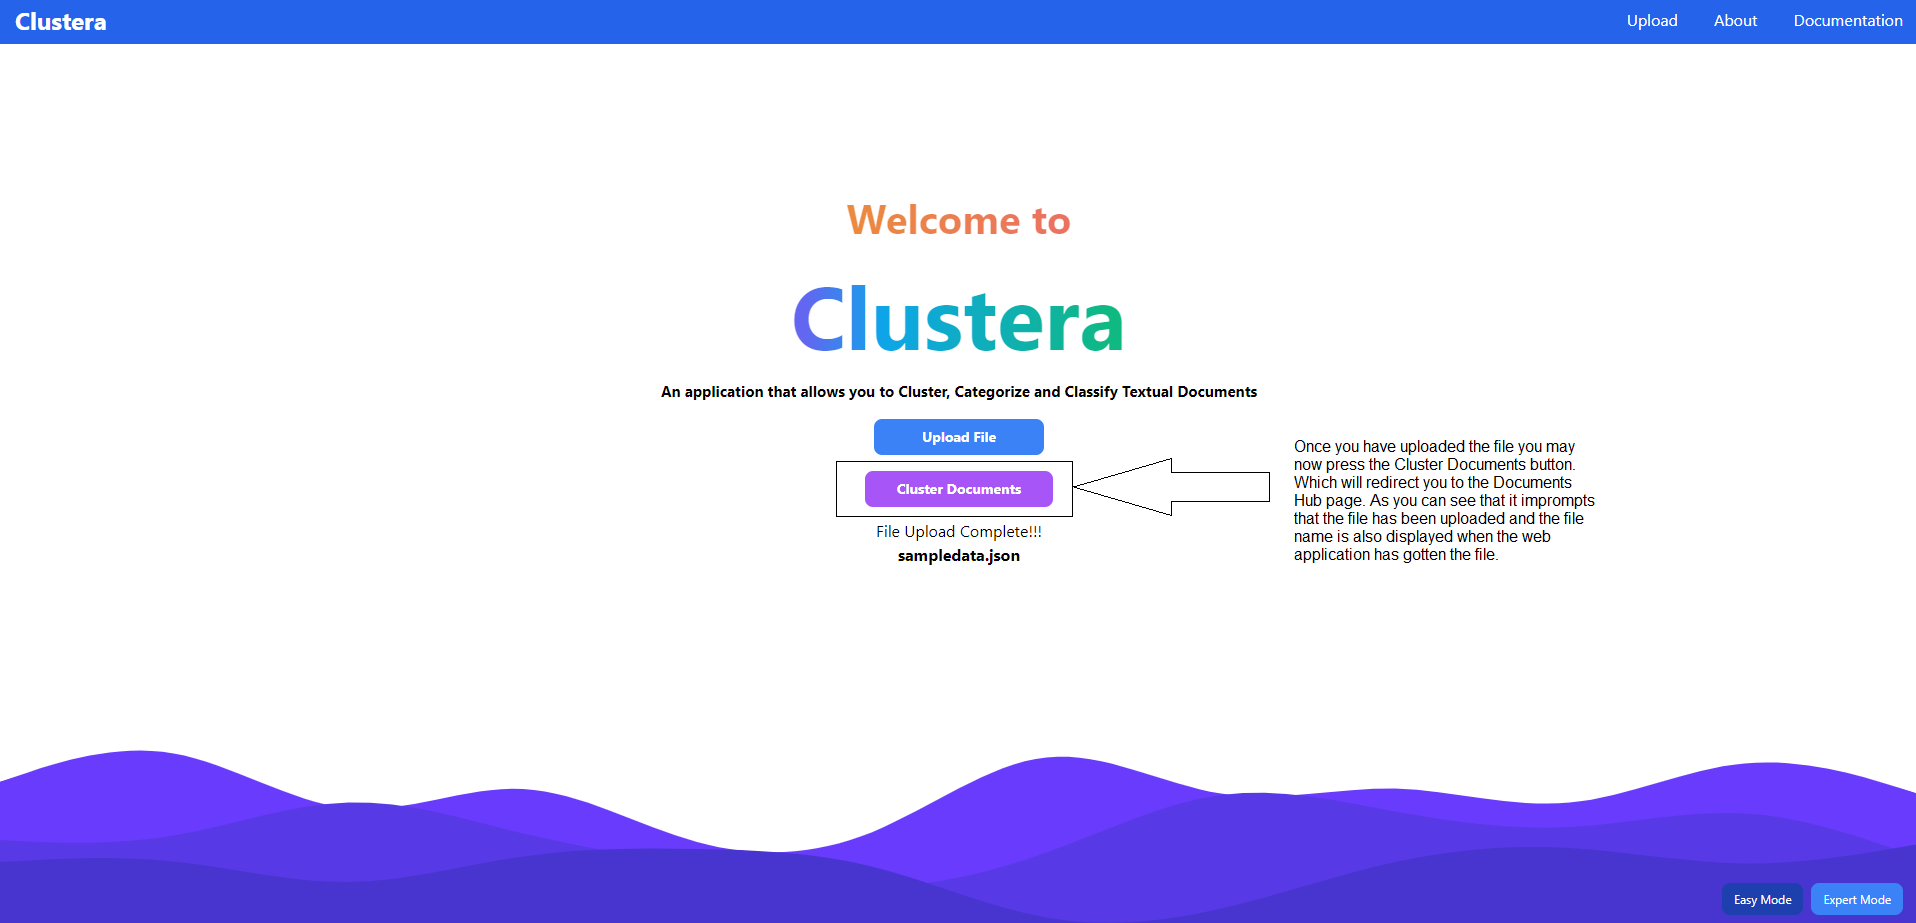 Clustera
Upload
About
Documentation
Welcome to
Clustera
An application that allows you to Cluster, Categorize and Classify Textual Documents
Upload File
Cluster Documents
File Upload Complete!!!
sampledata.json
Once you have uploaded the file you may
now press the Cluster Documents button.
Which will redirect you to the Documents
Hub page. As you can see that it imprompts
that the file has been uploaded and the file
name is also displayed when the web
application has gotten the file.
Easy Mode
Expert Mode